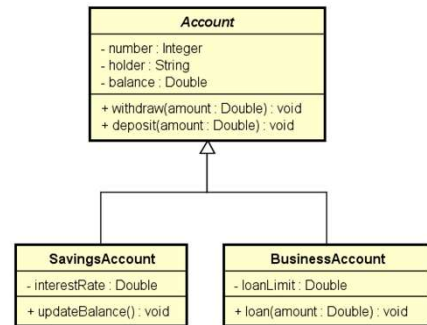 Account
- number : Integer
- holder : String
- balance : Double
+ withdraw(amount : Double) : void
+ deposit(amount : Double) : void
SavingsAccount
- interestRate : Double
+ updateBalance() : void
BusinessAccount
- loanLimit : Double
+ loan(amount : Double) : void